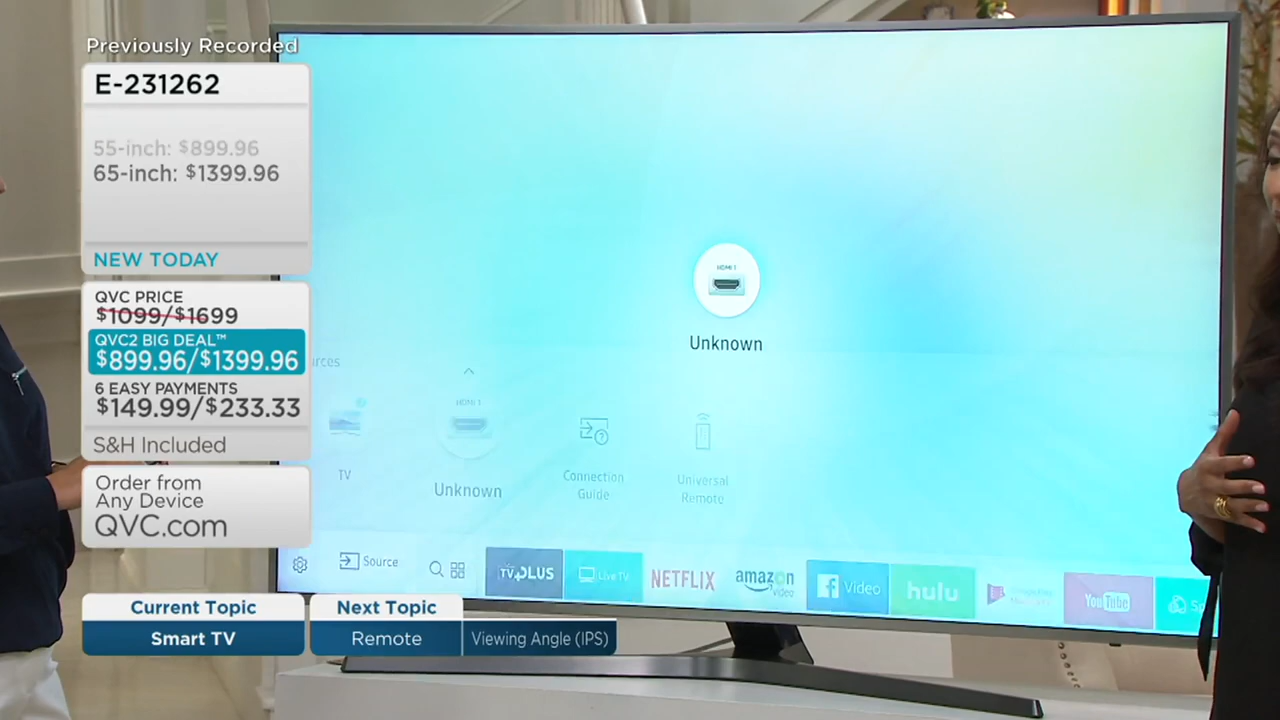 Previously Recorded
E-231262
55-inch: $899.96
65-inch: $1399.96
NEW TODAY
QVC PRICE
$1099/$1699
QVC2 BIG DEAL™
$899.96/$1399.96
6 EASY PAYMENTS
$149.99/$233.33
S&H Included
Order from
Any Device
QVC.com
Current Topic
Smart TV
Next Topic
Remote
Viewing Angle (IPS)
HDMI 1
Unknown
HDMI 1
TV
Unknown
Connection
Guide
Universal
Remote
Source
TV PLUS
Live TV
NETFLIX
amazon
video
f Video
hulu
YouTube